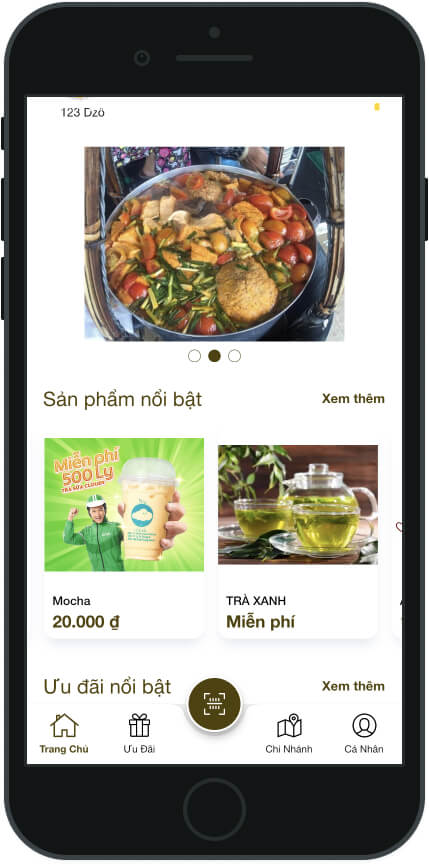 123 Dzô
Sản phẩm nổi bật
Xem thêm
Miễn phí
500 Ly
TRÀ SỮA CLOUDY
Mocha
20.000 ₫
TRÀ XANH
Miễn phí
Ưu đãi nổi bật
Xem thêm
Trang Chủ
Ưu Đãi
Chi Nhánh
Cá Nhân